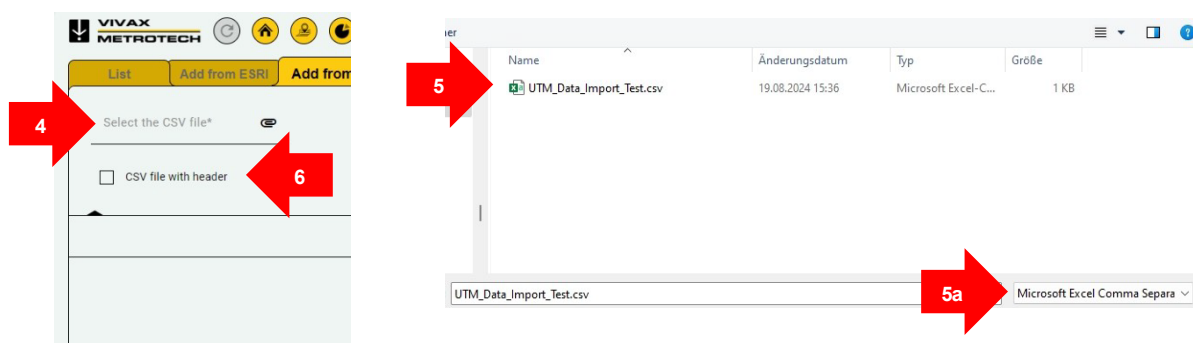 VIVAX
METROTECH
List
Add from ESRI
Add from
4
Select the CSV file*
6
CSV file with header
er
Name
Änderungsdatum
Typ
Größe
5
UTM_Data_Import_Test.csv
19.08.2024 15:36
Microsoft Excel-C...
1 KB
UTM_Data_Import_Test.csv
5a
Microsoft Excel Comma Separa